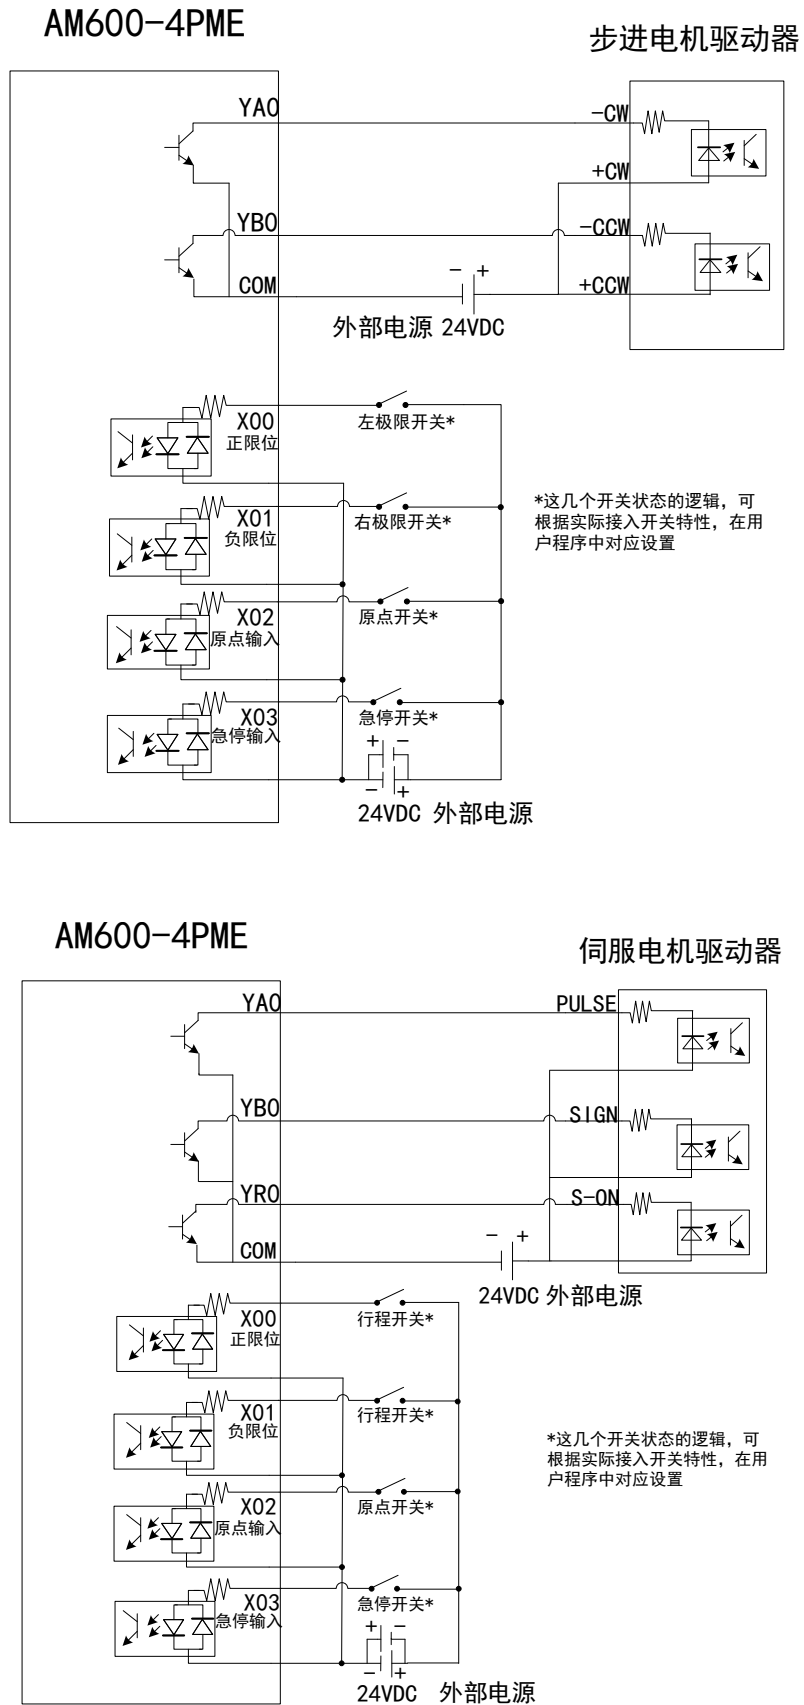 AM600-4PME
步进电机驱动器
YA0
-CW
+CW
YB0
-CCW
COM
- +
+CCW
外部电源 24VDC
X00
正限位
左极限开关*
X01
负限位
右极限开关*
*这几个开关状态的逻辑，可
根据实际接入开关特性，在用
户程序中对应设置
X02
原点输入
原点开关*
X03
急停输入
急停开关*
+ -
- +
24VDC 外部电源
AM600-4PME
伺服电机驱动器
YA0
PULSE
YB0
SIGN
YR0
S-ON
COM
- +
24VDC 外部电源
X00
正限位
行程开关*
X01
负限位
行程开关*
*这几个开关状态的逻辑，可
根据实际接入开关特性，在用
户程序中对应设置
X02
原点输入
原点开关*
X03
急停输入
急停开关*
+ -
- +
24VDC 外部电源